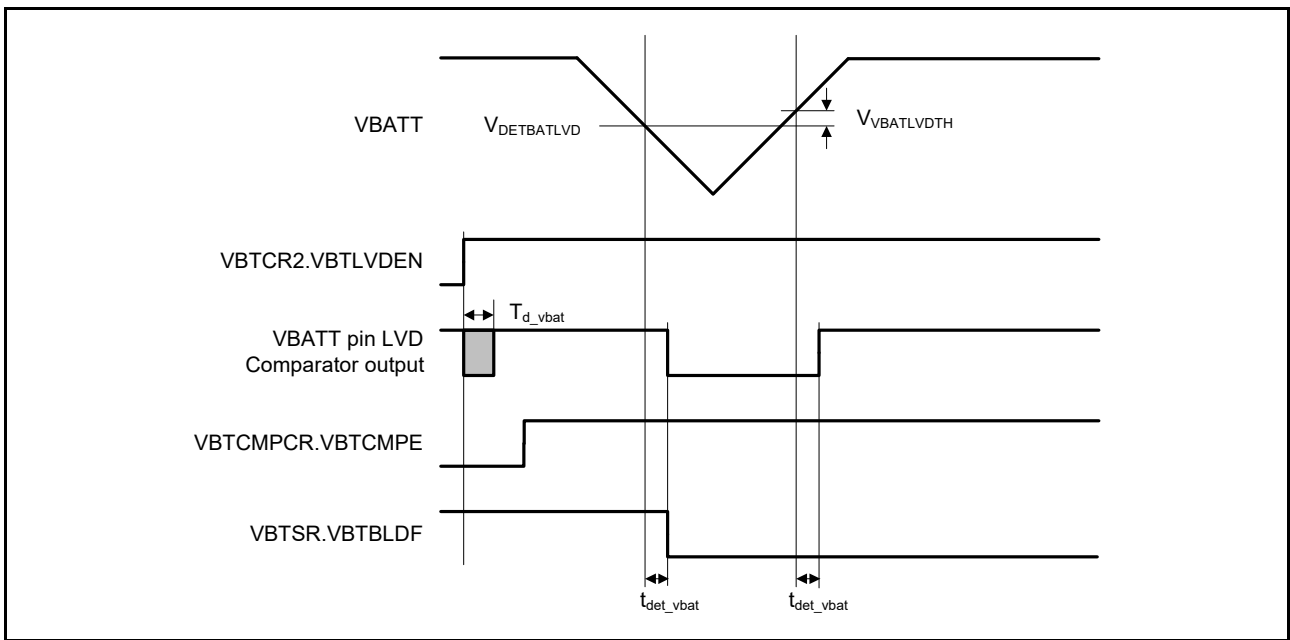 VBATT
VDETBATLVD
VVBATLVDTH
VBTCR2.VBTLVDEN
Td_vbat
VBATT pin LVD
Comparator output
VBTCMPCR.VBTCMPE
VBTSR.VBTBLDF
tdet_vbat
tdet_vbat